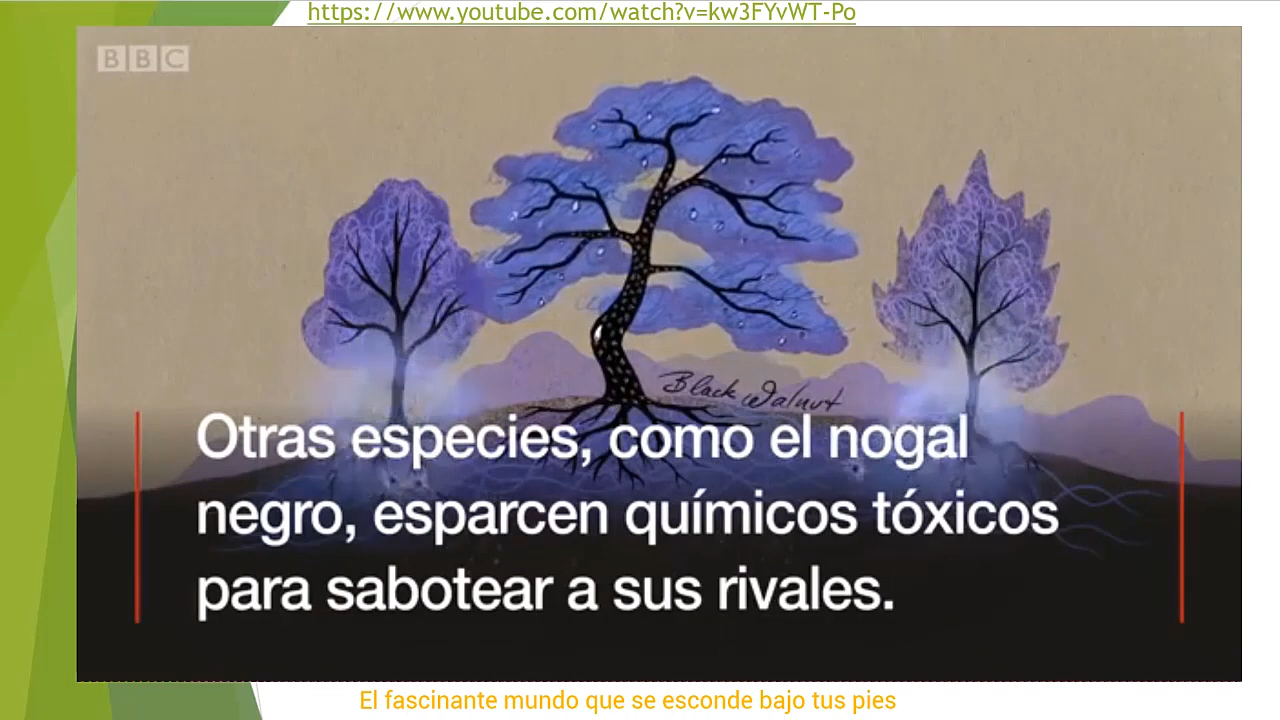 https://www.youtube.com/watch?v=kw3FYvWT-Po
BBC
Black Walnut
Otras especies, como el nogal
negro, esparcen químicos tóxicos
para sabotear a sus rivales.
El fascinante mundo que se esconde bajo tus pies